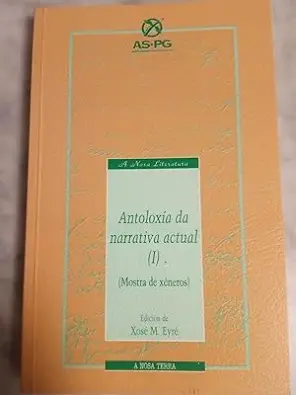 AS-PG
A Nosa Literatura
Antoloxía da
narrativa actual
(I) .
(Mostra de xéneros)
Edición de
Xosé M. Eyré
A NOSA TERRA